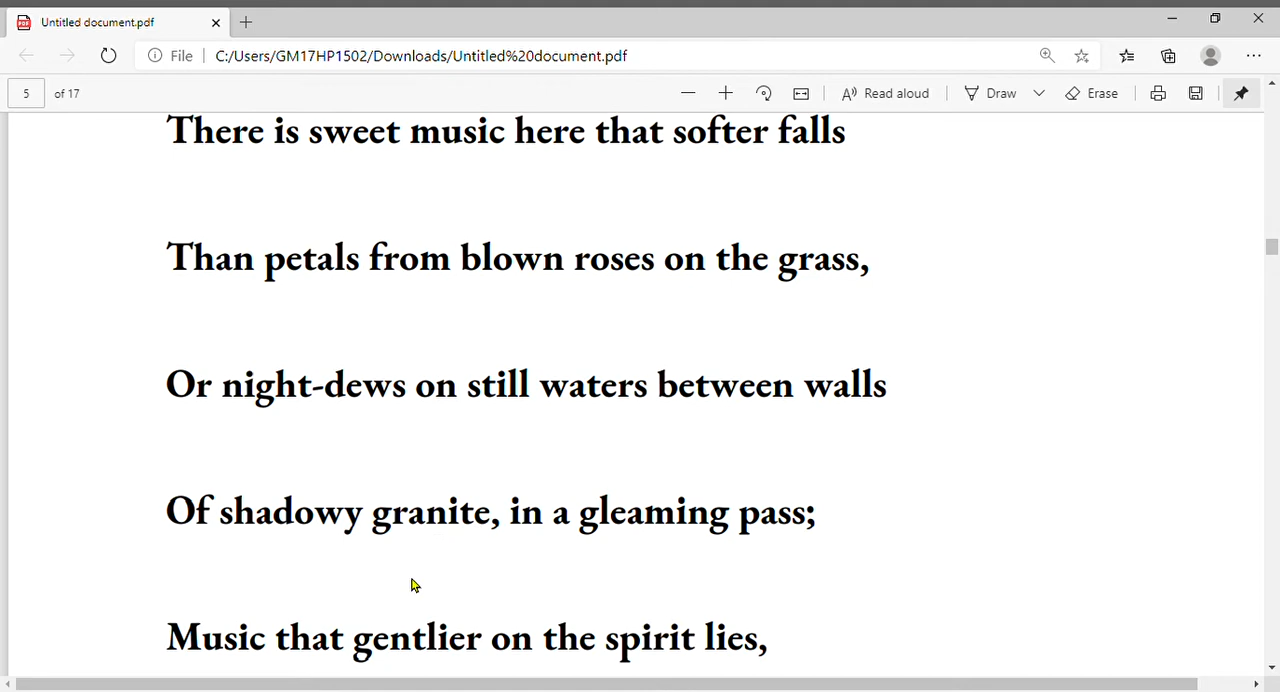 Untitled document.pdf
File C:/Users/GM17HP1502/Downloads/Untitled%20document.pdf
5 of 17 Read aloud Draw Erase
There is sweet music here that softer falls
Than petals from blown roses on the grass,
Or night-dews on still waters between walls
Of shadowy granite, in a gleaming pass;
Music that gentlier on the spirit lies,